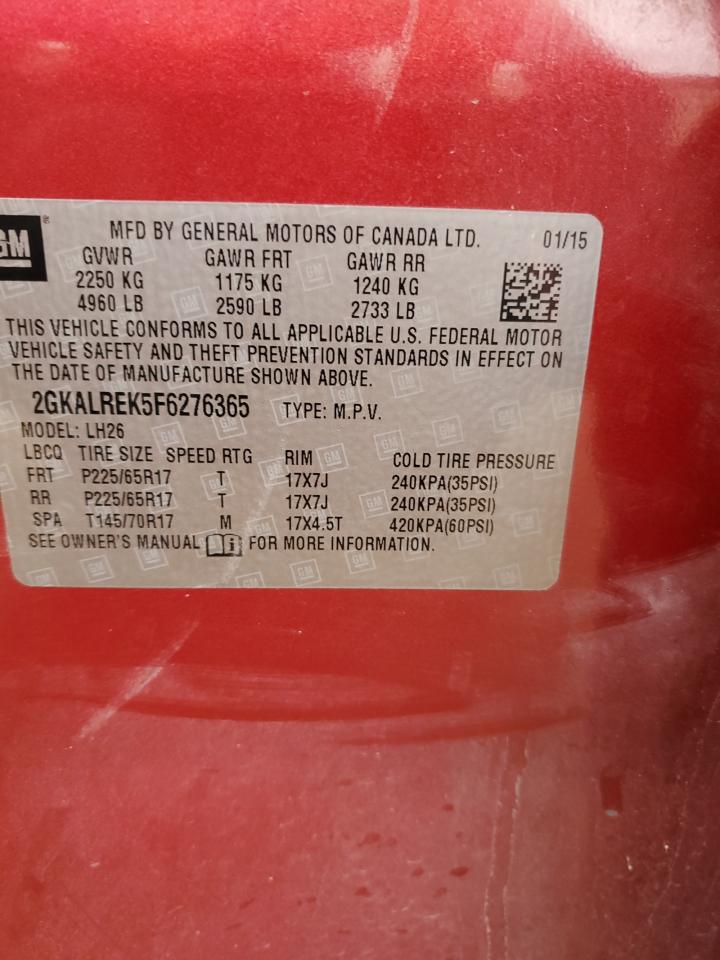 GM®
MFD BY GENERAL MOTORS OF CANADA LTD. 01/15
GVWR GAWR FRT GAWR RR
2250 KG 1175 KG 1240 KG
4960 LB 2590 LB 2733 LB
THIS VEHICLE CONFORMS TO ALL APPLICABLE U.S. FEDERAL MOTOR
VEHICLE SAFETY AND THEFT PREVENTION STANDARDS IN EFFECT ON
THE DATE OF MANUFACTURE SHOWN ABOVE.
2GKALREK5F6276365 TYPE: M.P.V.
MODEL: LH26
LBCQ TIRE SIZE SPEED RTG RIM COLD TIRE PRESSURE
FRT P225/65R17 T 17X7J 240KPA(35PSI)
RR P225/65R17 T 17X7J 240KPA(35PSI)
SPA T145/70R17 M 17X4.5T 420KPA(60PSI)
SEE OWNER'S MANUAL FOR MORE INFORMATION.